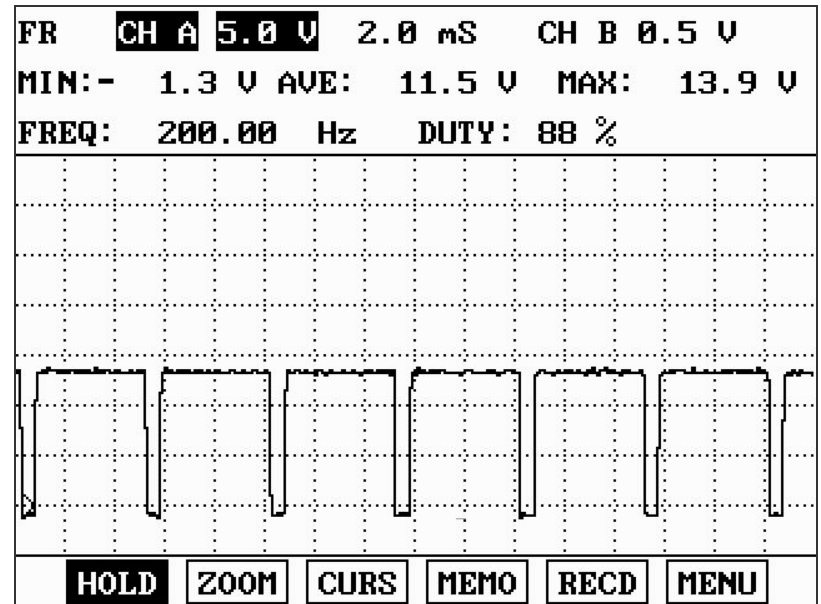 FR CH A 5.0 V 2.0 mS CH B 0.5 V
MIN:- 1.3 V AVE: 11.5 V MAX: 13.9 V
FREQ: 200.00 Hz DUTY: 88 %
HOLD ZOOM CURS MEMO RECD MENU